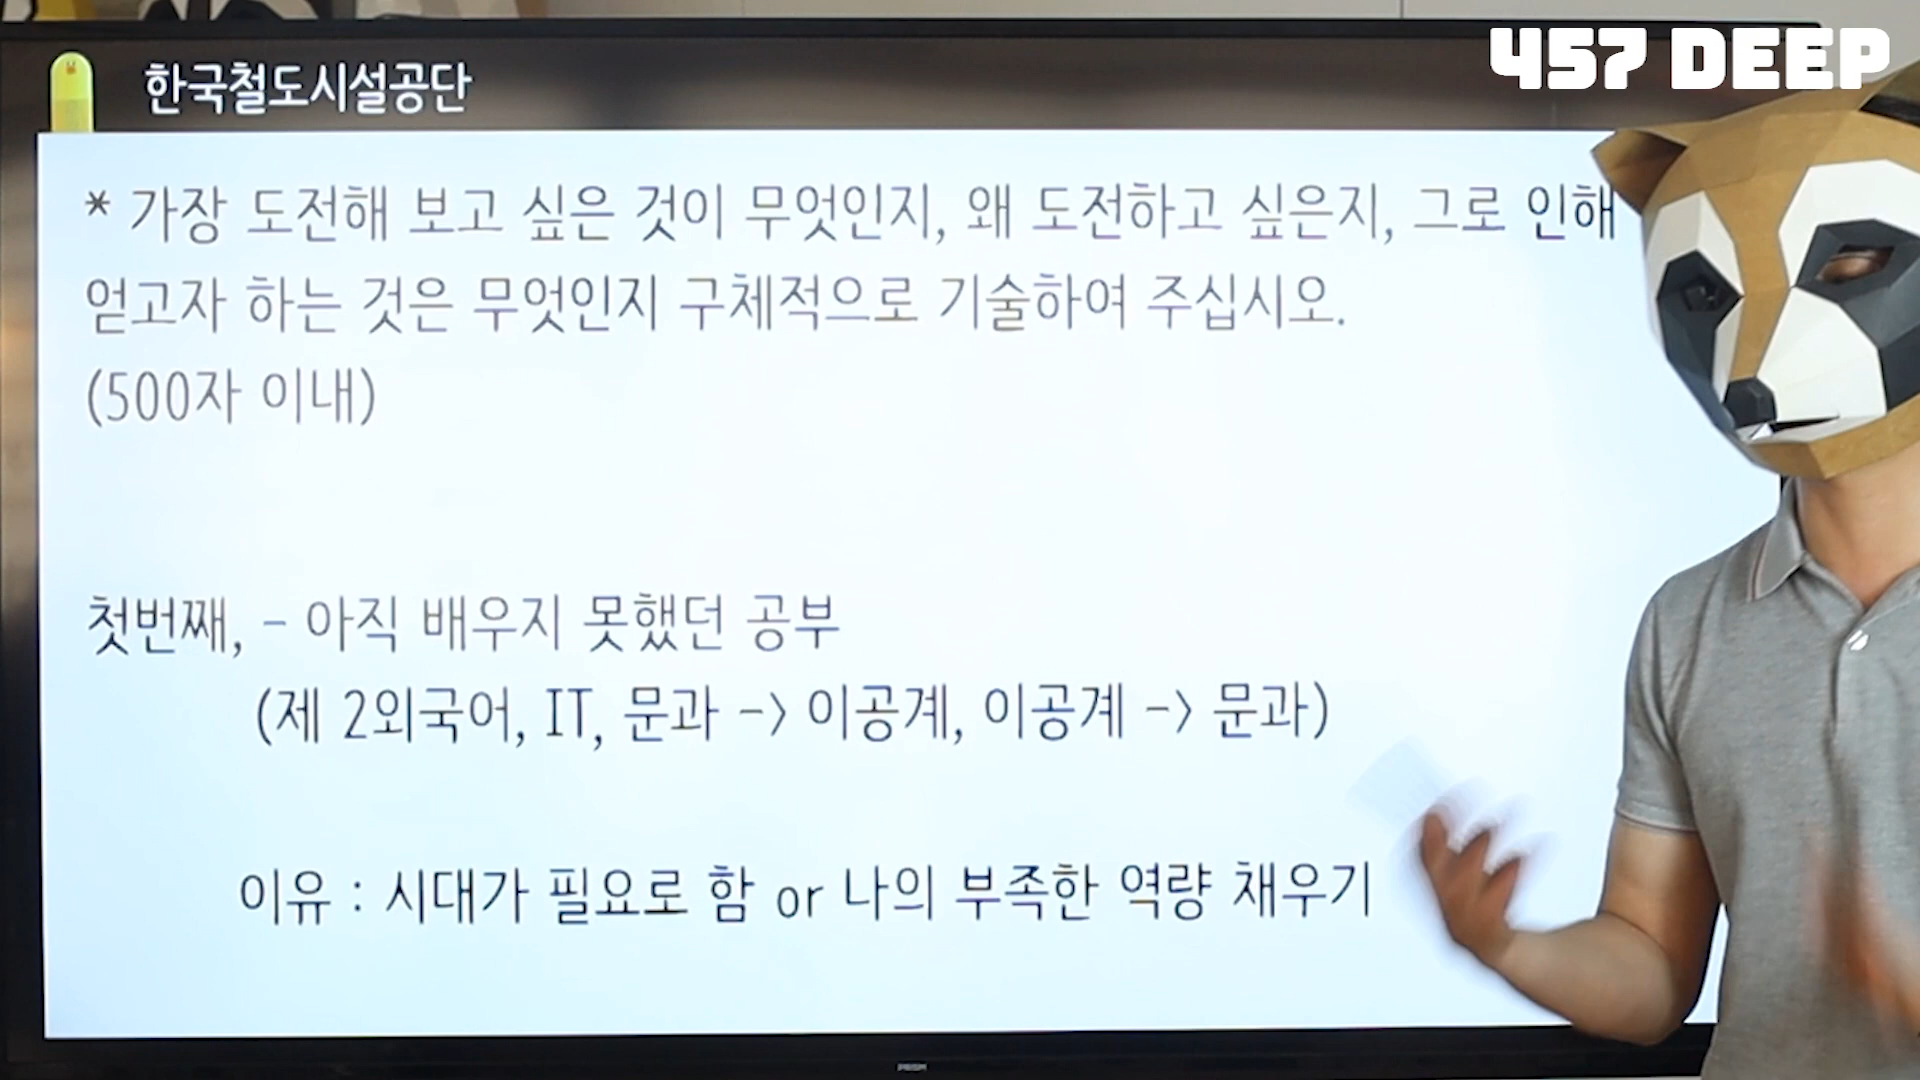 457 DEEP
한국철도시설공단
* 가장 도전해 보고 싶은 것이 무엇인지, 왜 도전하고 싶은지, 그로 인해
얻고자 하는 것은 무엇인지 구체적으로 기술하여 주십시오.
(500자 이내)
첫번째, - 아직 배우지 못했던 공부
(제 2외국어, IT, 문과 -> 이공계, 이공계 -> 문과)
이유 : 시대가 필요로 함 or 나의 부족한 역량 채우기
PRISM